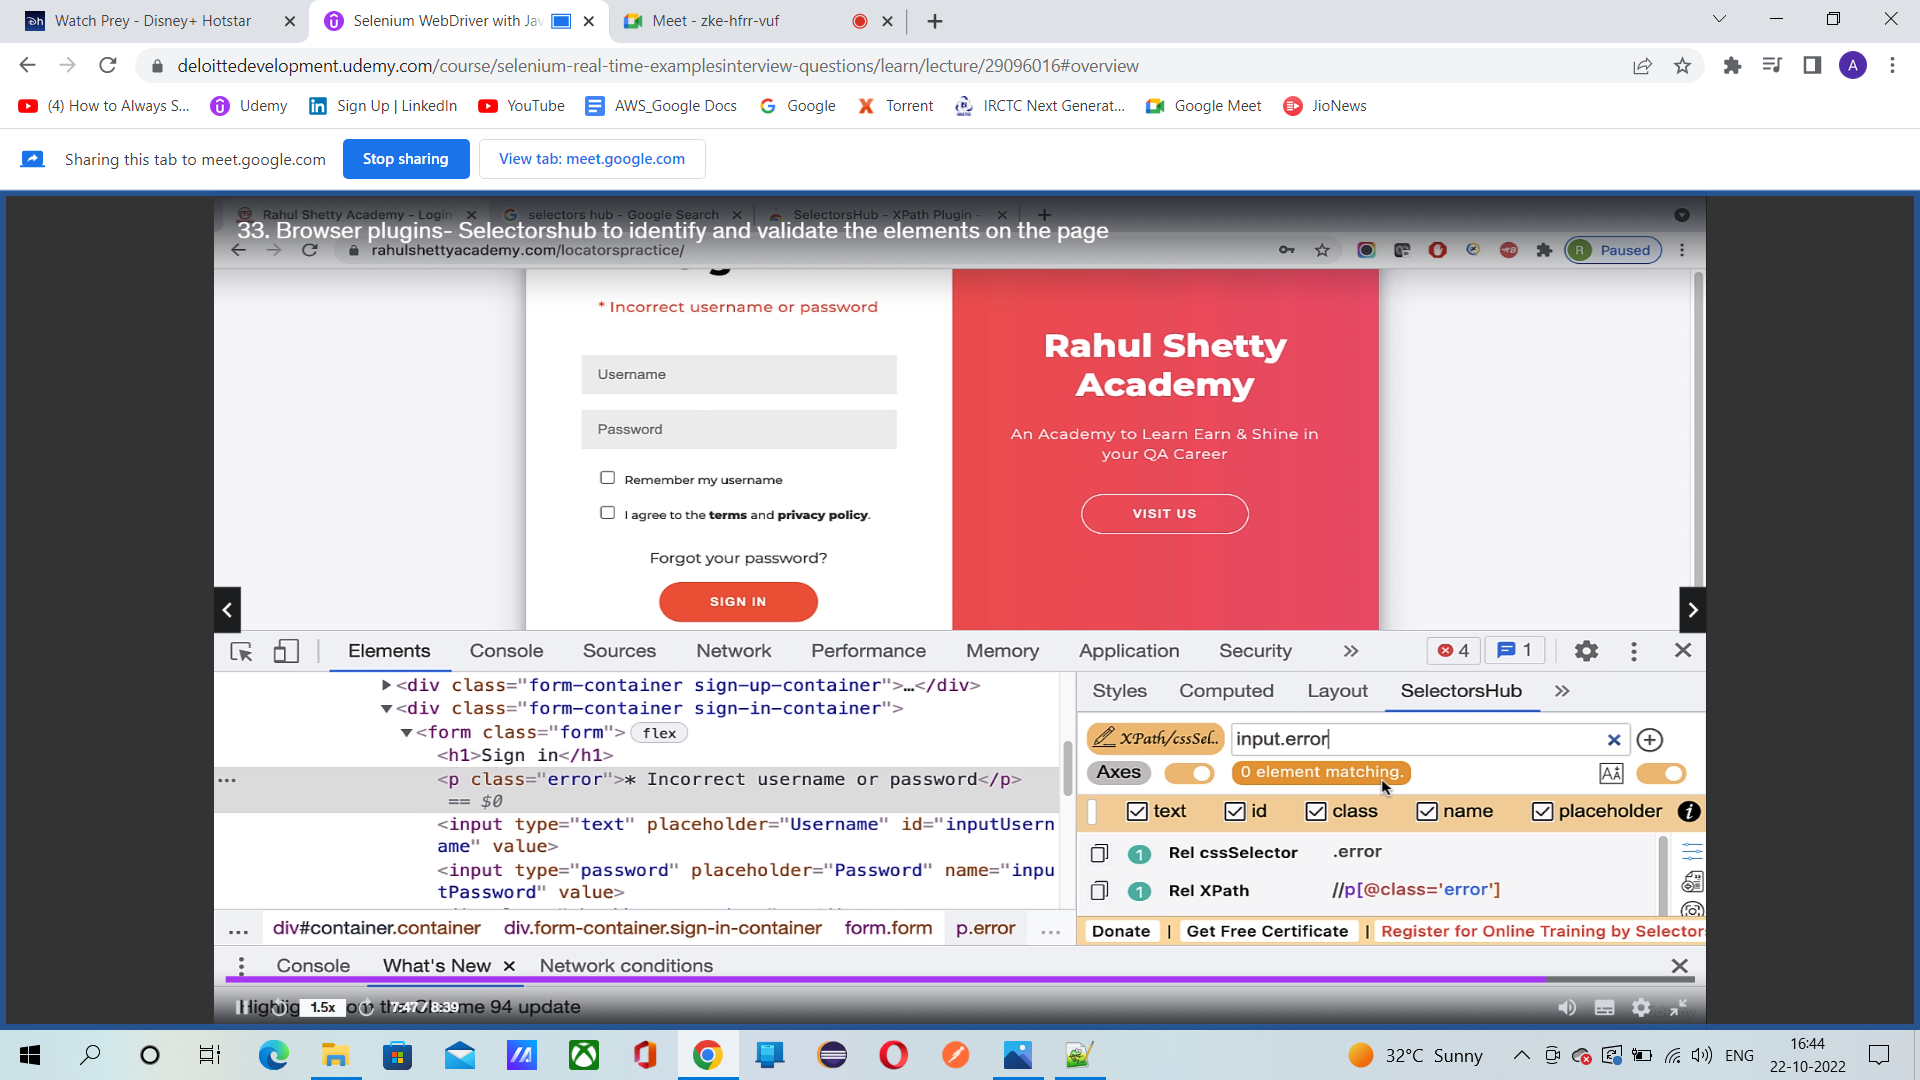 Watch Prey - Disney+ Hotstar
Selenium WebDriver with Jav
Meet - zke-hfrr-vuf
deloittedevelopment.udemy.com/course/selenium-real-time-examplesinterview-questions/learn/lecture/29096016#overview
A
(4) How to Always S...
Udemy
Sign Up | LinkedIn
YouTube
AWS_Google Docs
Google
Torrent
IRCTC Next Generat...
Google Meet
JioNews
Sharing this tab to meet.google.com
Stop sharing
View tab: meet.google.com
Rahul Shetty Academy - Login
selectors hub - Google Search
SelectorsHub - XPath Plugin -
33. Browser plugins- Selectorshub to identify and validate the elements on the page
rahulshettyacademy.com/locatorspractice/
R Paused
* Incorrect username or password
Username
Password
Remember my username
I agree to the terms and privacy policy.
Forgot your password?
SIGN IN
Rahul Shetty
Academy
An Academy to Learn Earn & Shine in
your QA Career
VISIT US
Elements Console Sources Network Performance Memory Application Security » 4 1
<div class="form-container sign-up-container">…</div>
<div class="form-container sign-in-container">
<form class="form"> flex
<h1>Sign in</h1>
<p class="error">* Incorrect username or password</p>
== $0
<input type="text" placeholder="Username" id="inputUsern
ame" value>
<input type="password" placeholder="Password" name="inpu
tPassword" value>
... div#container.container div.form-container.sign-in-container form.form p.error ...
Styles Computed Layout SelectorsHub »
XPath/cssSel.. input.error
Axes 0 element matching.
text id class name placeholder
1 Rel cssSelector .error
1 Rel XPath //p[@class='error']
Donate | Get Free Certificate | Register for Online Training by Selector
Console What's New Network conditions
Highlig om the Chrome 94 update
1.5x 7:47 / 8:39
32°C Sunny
ENG
16:44
22-10-2022